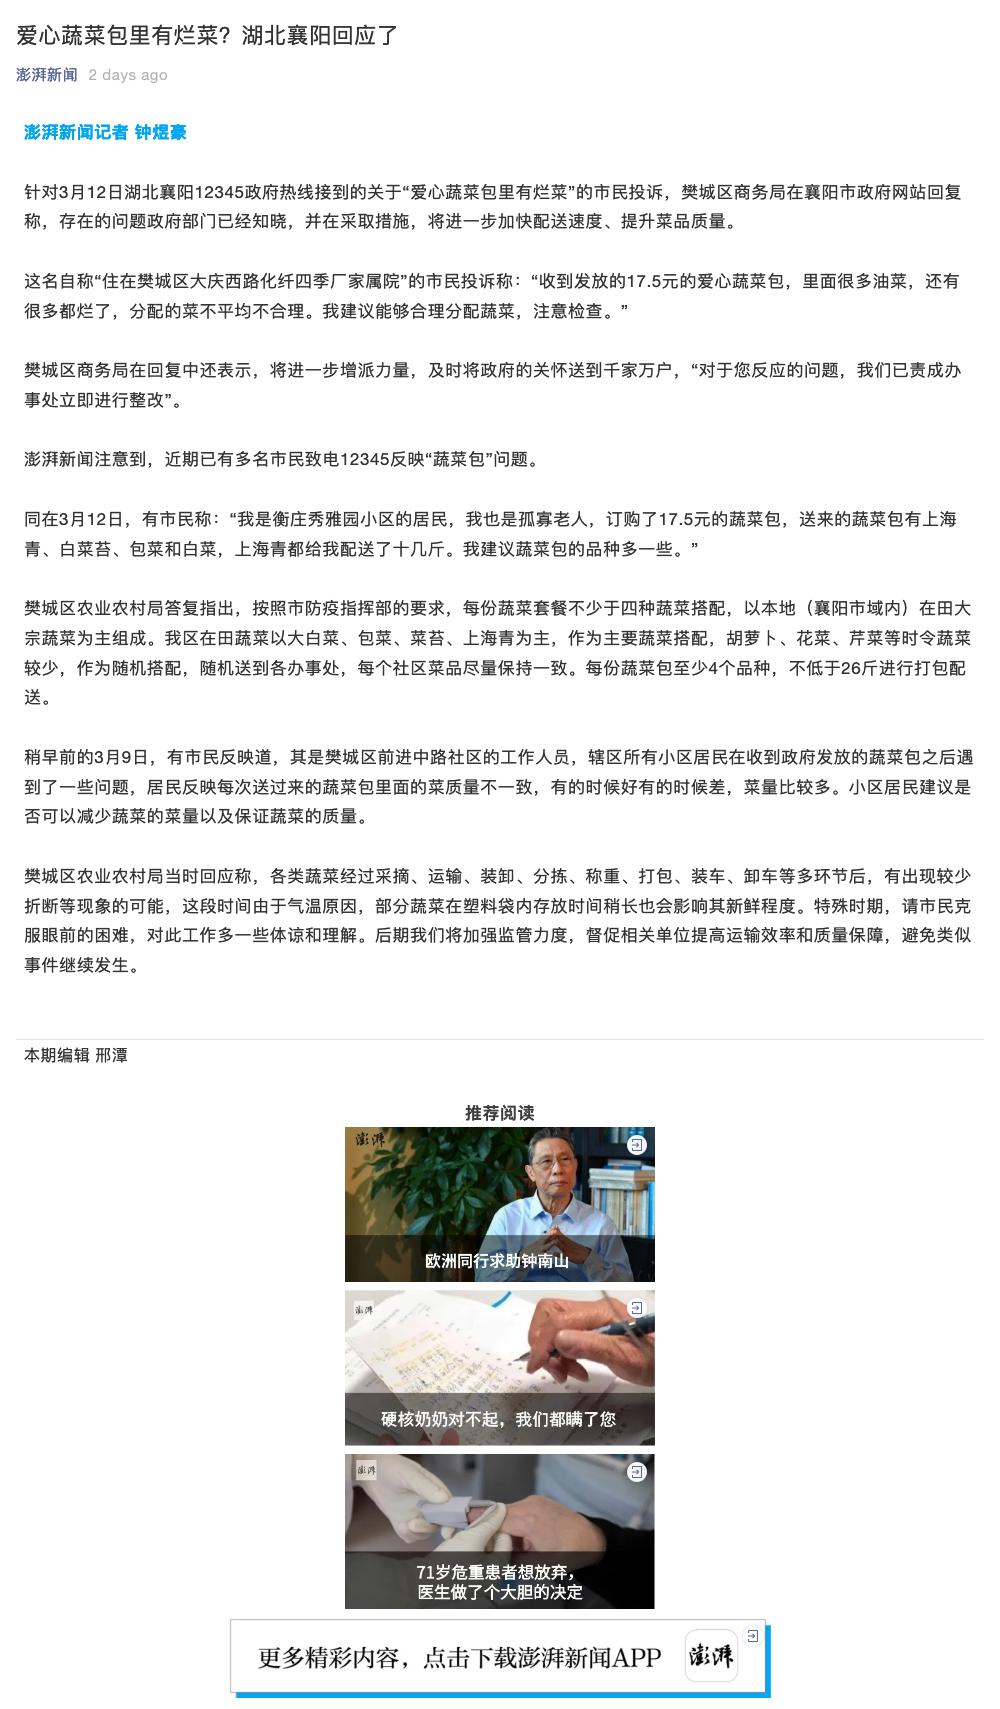 爱心蔬菜包里有烂菜？湖北襄阳回应了
澎湃新闻 2 days ago
澎湃新闻记者 钟煜豪
针对3月12日湖北襄阳12345政府热线接到的关于“爱心蔬菜包里有烂菜”的市民投诉，樊城区商务局在襄阳市政府网站回复
称，存在的问题政府部门已经知晓，并在采取措施，将进一步加快配送速度、提升菜品质量。
这名自称“住在樊城区大庆西路化纤四季厂家属院”的市民投诉称：“收到发放的17.5元的爱心蔬菜包，里面很多油菜，还有
很多都烂了，分配的菜不平均不合理。我建议能够合理分配蔬菜，注意检查。”
樊城区商务局在回复中还表示，将进一步增派力量，及时将政府的关怀送到千家万户，“对于您反应的问题，我们已责成办
事处立即进行整改”。
澎湃新闻注意到，近期已有多名市民致电12345反映“蔬菜包”问题。
同在3月12日，有市民称：“我是衡庄秀雅园小区的居民，我也是孤寡老人，订购了17.5元的蔬菜包，送来的蔬菜包有上海
青、白菜苔、包菜和白菜，上海青都给我配送了十几斤。我建议蔬菜包的品种多一些。”
樊城区农业农村局答复指出，按照市防疫指挥部的要求，每份蔬菜套餐不少于四种蔬菜搭配，以本地（襄阳市域内）在田大
宗蔬菜为主组成。我区在田蔬菜以大白菜、包菜、菜苔、上海青为主，作为主要蔬菜搭配，胡萝卜、花菜、芹菜等时令蔬菜
较少，作为随机搭配，随机送到各办事处，每个社区菜品尽量保持一致。每份蔬菜包至少4个品种，不低于26斤进行打包配
送。
稍早前的3月9日，有市民反映道，其是樊城区前进中路社区的工作人员，辖区所有小区居民在收到政府发放的蔬菜包之后遇
到了一些问题，居民反映每次送过来的蔬菜包里面的菜质量不一致，有的时候好有的时候差，菜量比较多。小区居民建议是
否可以减少蔬菜的菜量以及保证蔬菜的质量。
樊城区农业农村局当时回应称，各类蔬菜经过采摘、运输、装卸、分拣、称重、打包、装车、卸车等多环节后，有出现较少
折断等现象的可能，这段时间由于气温原因，部分蔬菜在塑料袋内存放时间稍长也会影响其新鲜程度。特殊时期，请市民克
服眼前的困难，对此工作多一些体谅和理解。后期我们将加强监管力度，督促相关单位提高运输效率和质量保障，避免类似
事件继续发生。
本期编辑 邢潭
推荐阅读
澎湃
欧洲同行求助钟南山
澎湃
硬核奶奶对不起，我们都瞒了您
澎湃
71岁危重患者想放弃，
医生做了个大胆的决定
更多精彩内容，点击下载澎湃新闻APP
澎湃